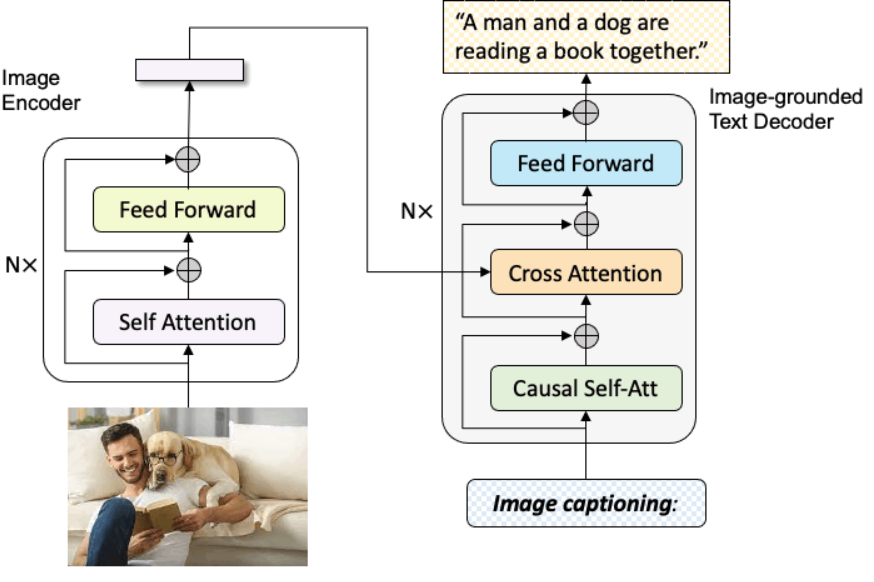 Image
Encoder
N×
Feed Forward
Self Attention
“A man and a dog are
reading a book together.”
Image-grounded
Text Decoder
N×
Feed Forward
Cross Attention
Causal Self-Att
Image captioning: